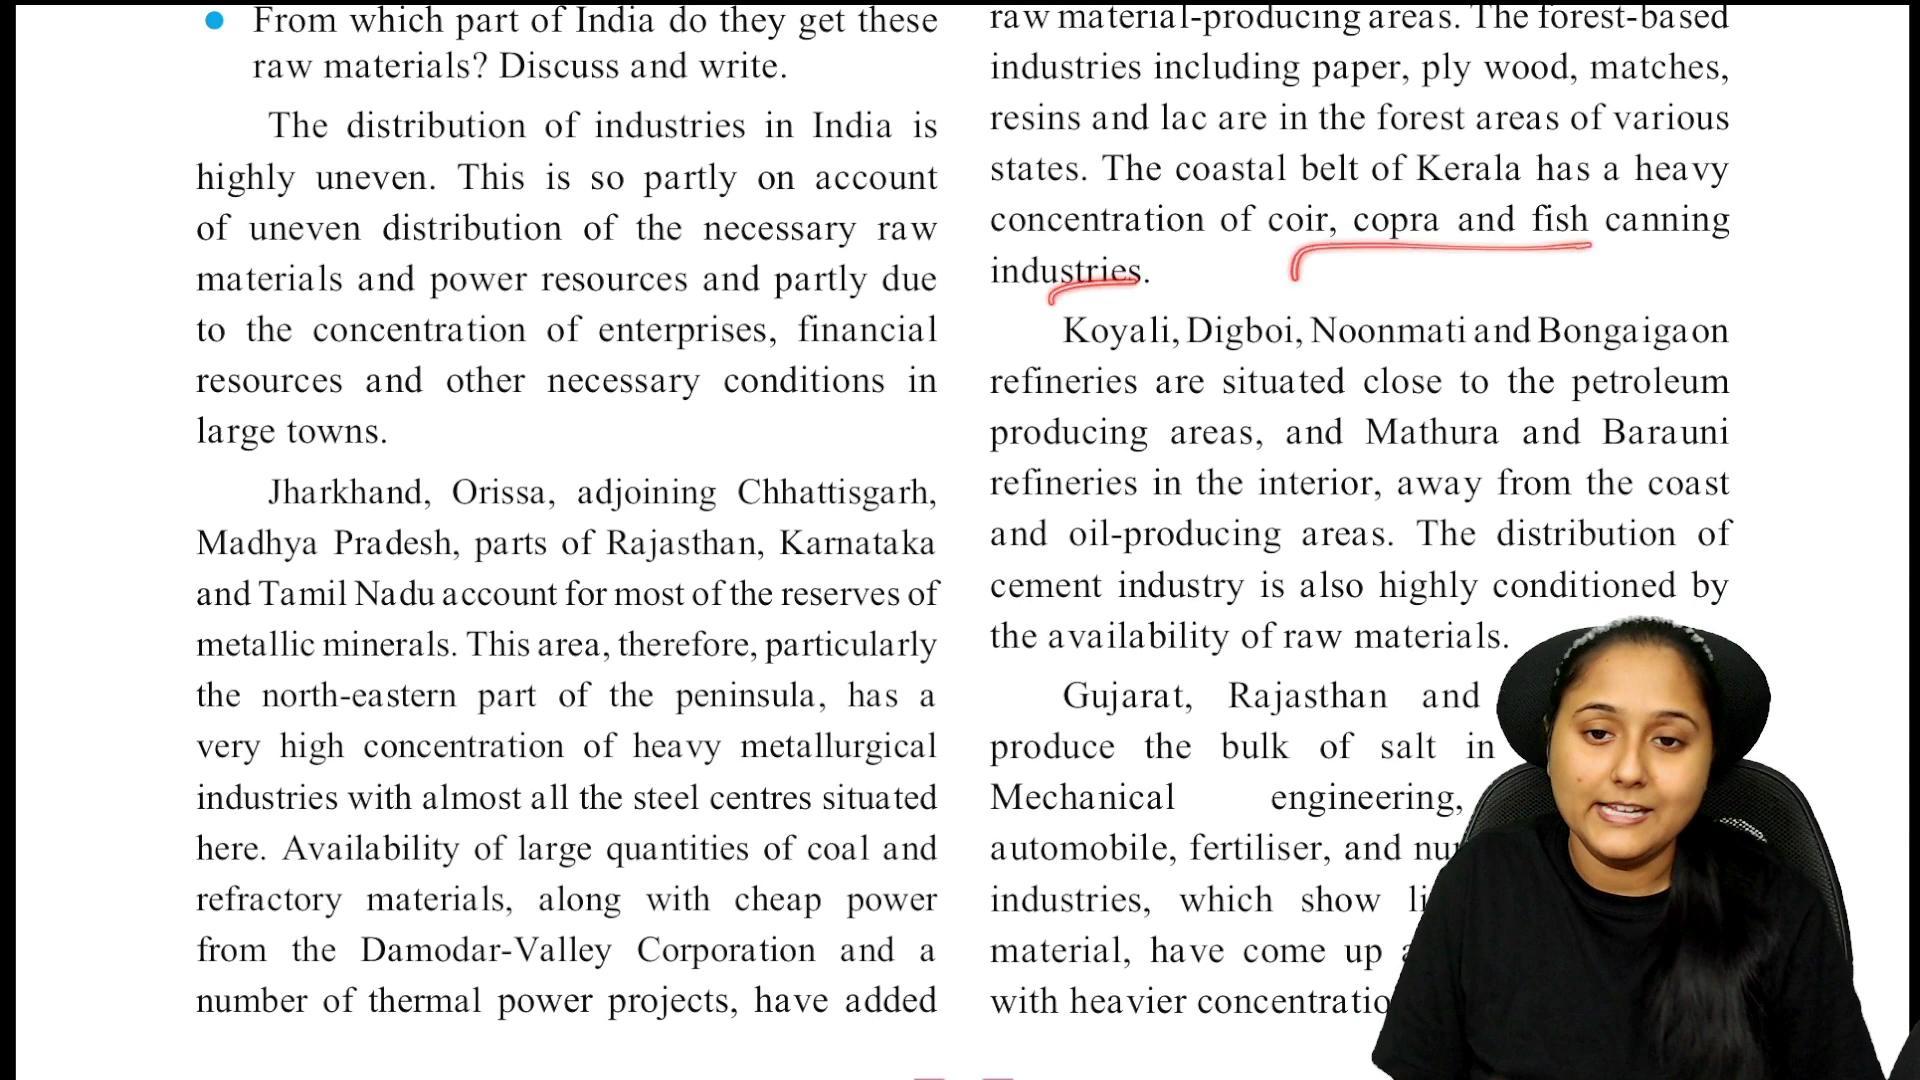 From which part of India do they get these
raw materials? Discuss and write.
The distribution of industries in India is
highly uneven. This is so partly on account
of uneven distribution of the necessary raw
materials and power resources and partly due
to the concentration of enterprises, financial
resources and other necessary conditions in
large towns.
Jharkhand, Orissa, adjoining Chhattisgarh,
Madhya Pradesh, parts of Rajasthan, Karnataka
and Tamil Nadu account for most of the reserves of
metallic minerals. This area, therefore, particularly
the north-eastern part of the peninsula, has a
very high concentration of heavy metallurgical
industries with almost all the steel centres situated
here. Availability of large quantities of coal and
refractory materials, along with cheap power
from the Damodar-Valley Corporation and a
number of thermal power projects, have added
raw material-producing areas. The forest-based
industries including paper, ply wood, matches,
resins and lac are in the forest areas of various
states. The coastal belt of Kerala has a heavy
concentration of coir, copra and fish canning
industries.
Koyali, Digboi, Noonmati and Bongaigaon
refineries are situated close to the petroleum
producing areas, and Mathura and Barauni
refineries in the interior, away from the coast
and oil-producing areas. The distribution of
cement industry is also highly conditioned by
the availability of raw materials.
Gujarat, Rajasthan and
produce the bulk of salt in
Mechanical engineering,
automobile, fertiliser, and
industries, which show
material, have come up
with heavier